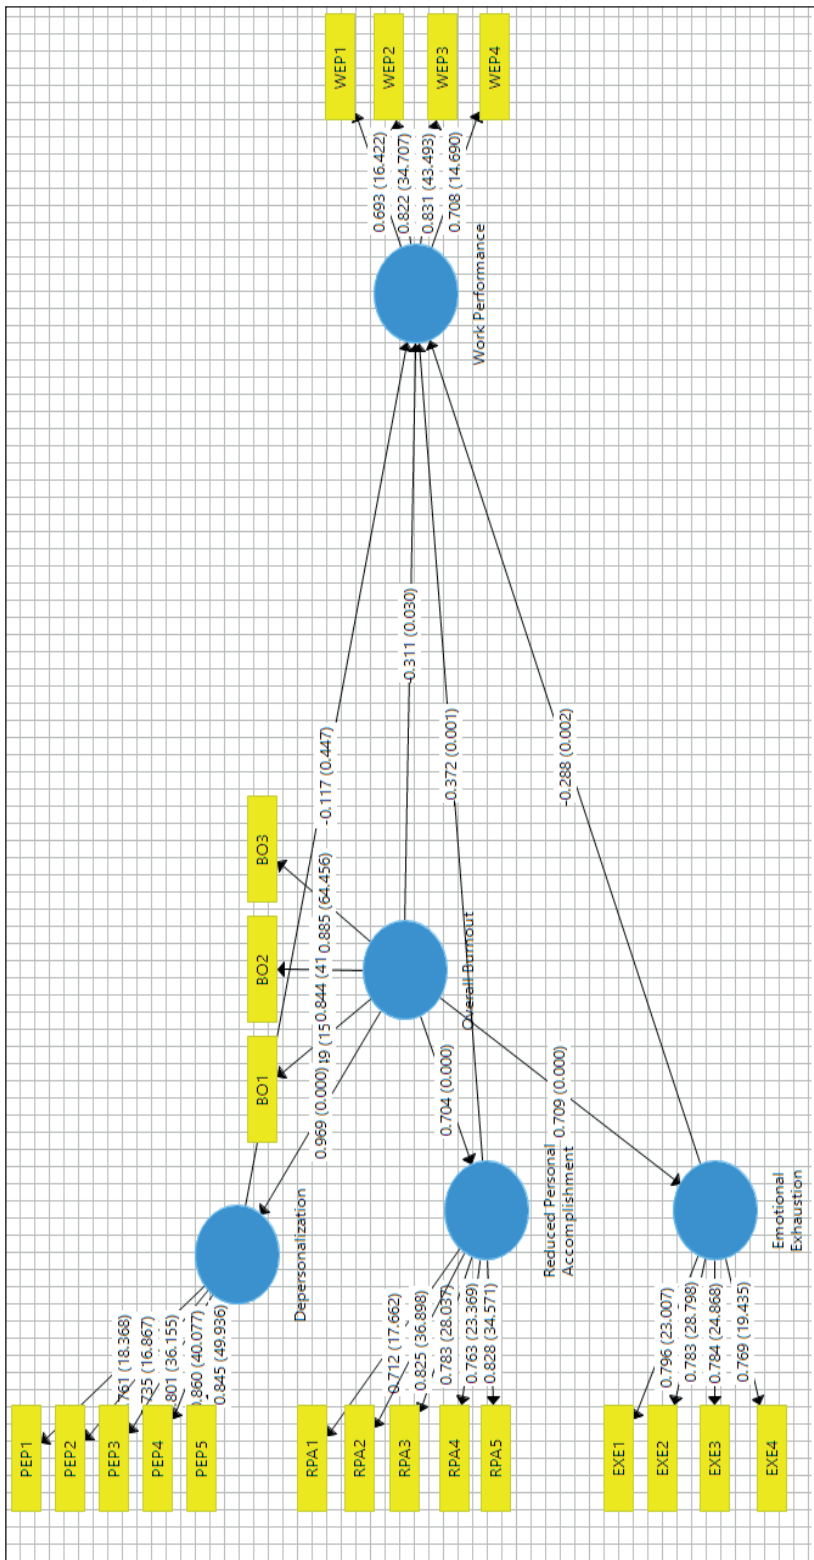 PEP1
PEP2
PEP3
PEP4
PEP5
761 (18.368)
735 (16.867)
801 (36.155)
0.860 (40.077)
0.845 (49.936)
Depersonalization
BO1
BO2
BO3
0.969 (0.000)
(15
0.844 (41
0.885 (64.456)
-0.117 (0.447)
Overall Burnout
-0.311 (0.030)
WEP1
WEP2
WEP3
WEP4
0.693 (16.422)
0.822 (34.707)
0.831 (43.493)
0.708 (14.690)
Work Performance
RPA1
RPA2
RPA3
RPA4
RPA5
0.712 (17.662)
0.825 (36.898)
0.783 (28.037)
0.763 (23.369)
0.828 (34.571)
0.704 (0.000)
-0.372 (0.001)
Reduced Personal
Accomplishment
0.709 (0.000)
-0.288 (0.002)
EXE1
EXE2
EXE3
EXE4
0.796 (23.007)
0.783 (28.798)
0.784 (24.868)
0.769 (19.435)
Emotional
Exhaustion